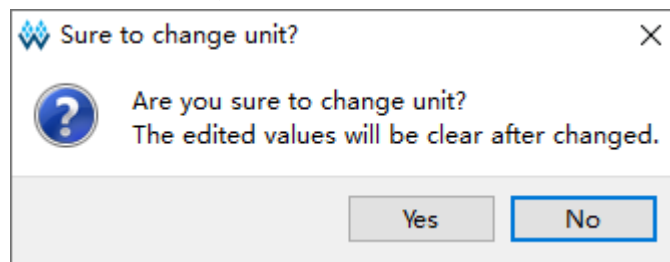 Sure to change unit?
Are you sure to change unit?
The edited values will be clear after changed.
Yes
No